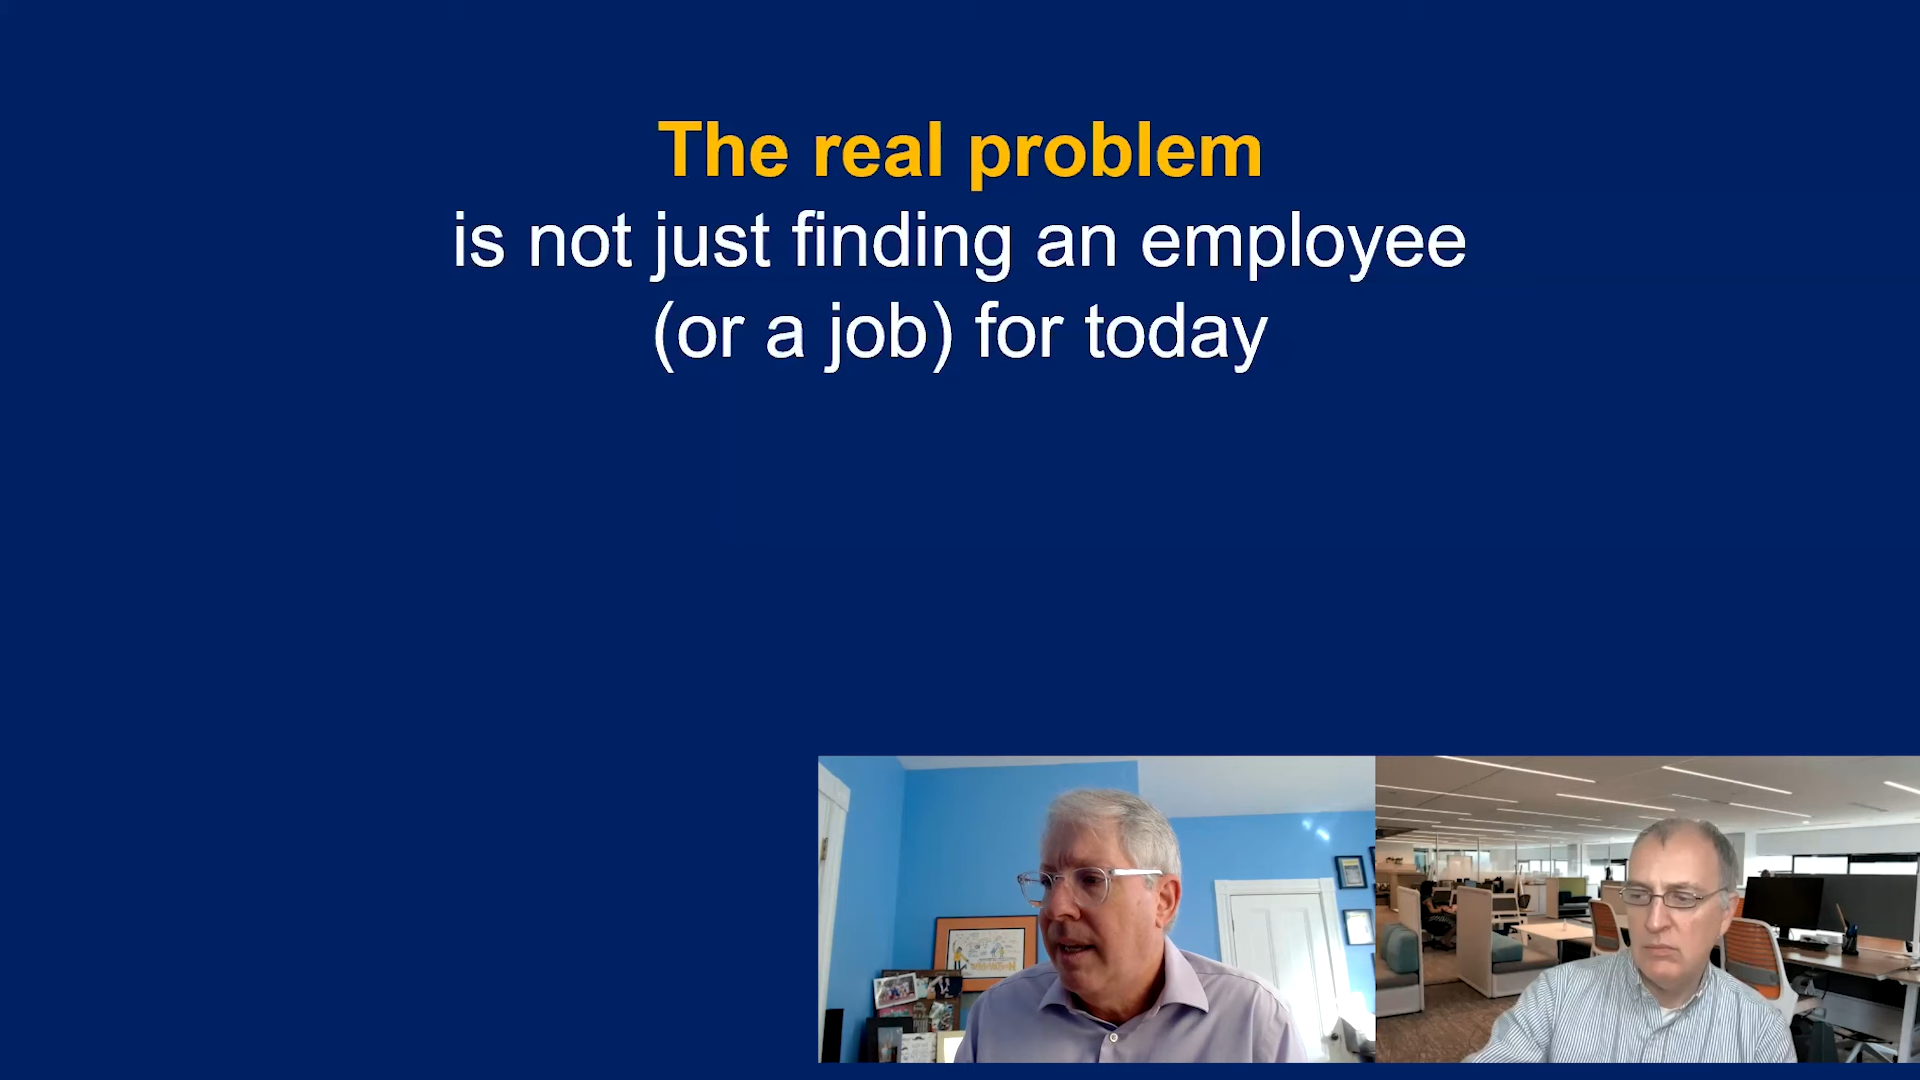 The real problem
is not just finding an employee
(or a job) for today